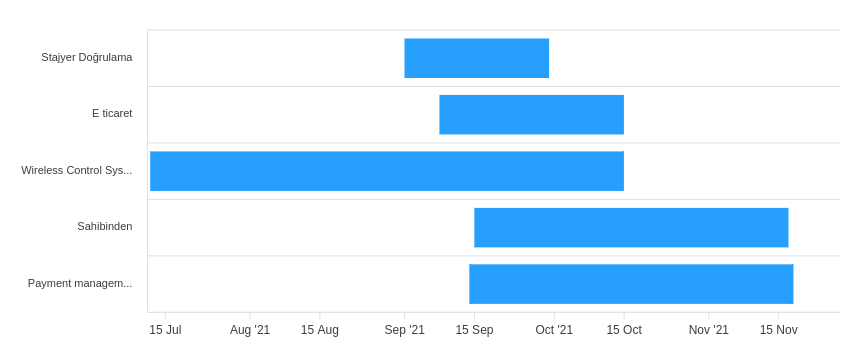 Stajyer Doğrulama
E ticaret
Wireless Control Sys...
Sahibinden
Payment managem...
15 Jul Aug '21 15 Aug Sep '21 15 Sep Oct '21 15 Oct Nov '21 15 Nov